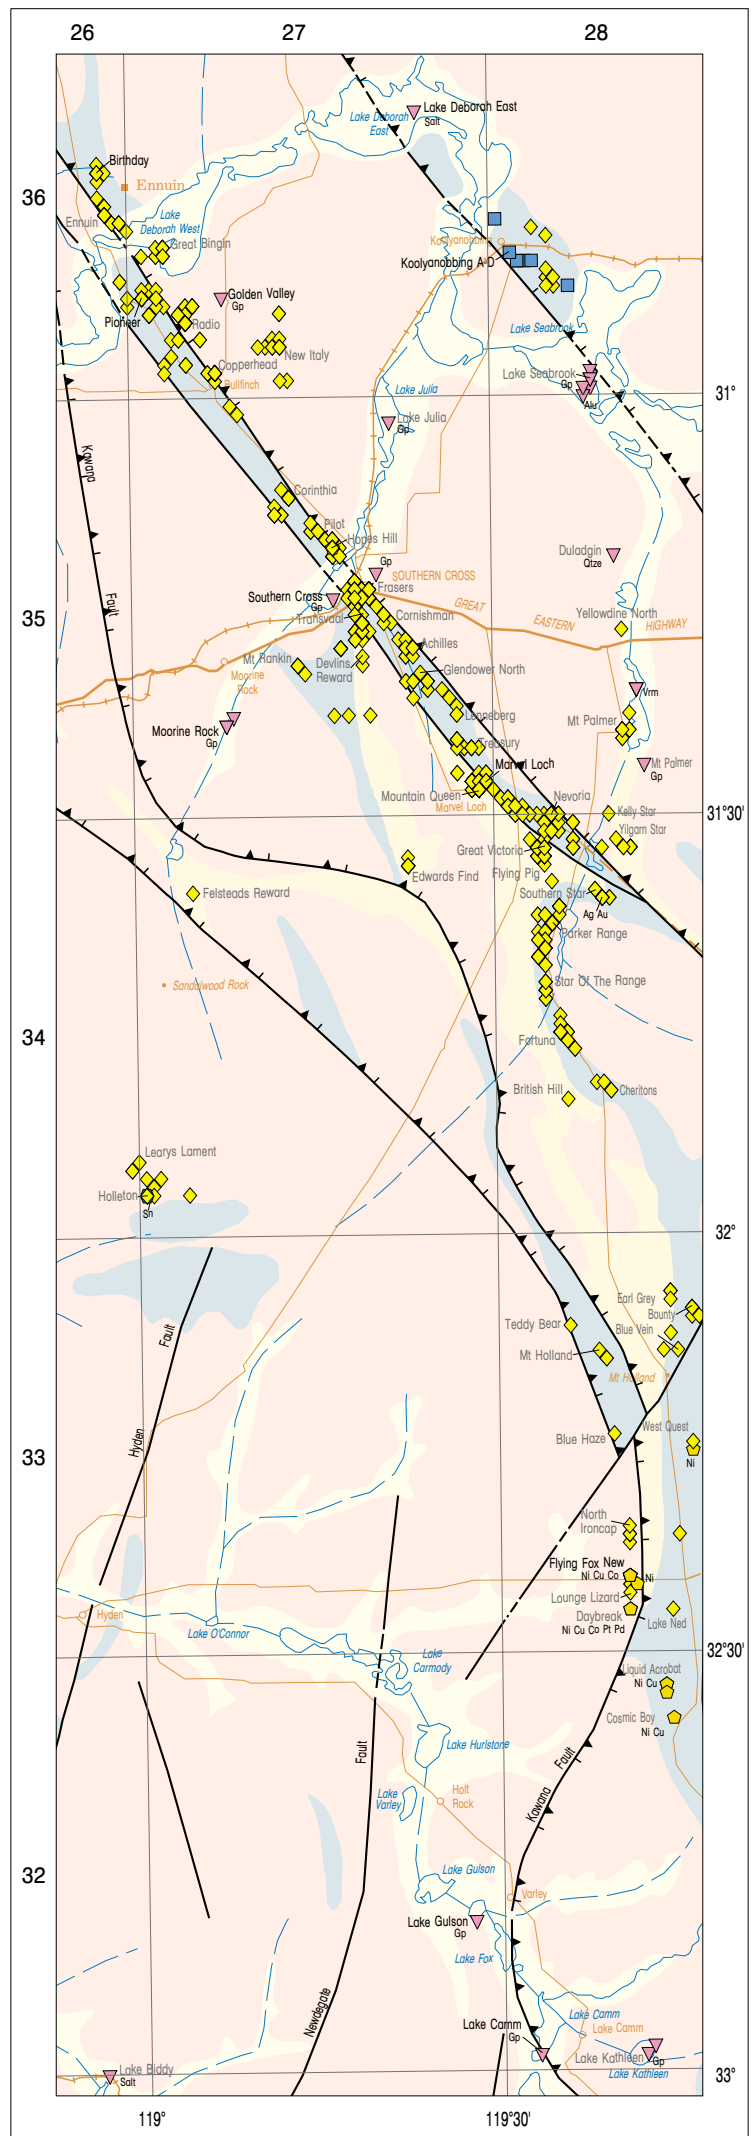 26
27
28
Lake Deborah East
Salt
Lake Deborah
East
36
Birthday
Ennuin
Ennuin
Lake
Deborah West
Great Bingin
Koolyanobbing
Koolyanobbing A-D
Golden Valley
Gp
Pioneer
Radio
Lake Seabrook
New Italy
Copperhead
Bullfinch
Lake Seabrook
Gp
Alu
Lake Julia
Lake Julia
Gp
31°
Kawana
Fault
Corinthia
Pilot
Hopes Hill
Duladgin
Qtze
Gp
SOUTHERN CROSS
Southern Cross
Gp
Frasers
GREAT
EASTERN
HIGHWAY
35
Transvaal
Cornishman
Yellowdine North
Achilles
Mt Rankin
Devlins
Reward
Moorine
Rock
Glendower North
Vrm
Moorine Rock
Gp
Lenneberg
Mt Palmer
Treasury
Marvel Loch
Mt Palmer
Gp
Mountain Queen
Marvel Loch
Nevoria
Kelly Star
31°30'
Yilgarn Star
Great Victoria
Edwards Find
Flying Pig
Felsteads Reward
Southern Star
Ag Au
Parker Range
Star Of The Range
Sandalwood Rock
34
Fortuna
British Hill
Cheritons
Learys Lament
Holleton
Sn
32°
Earl Grey
Bounty
Blue Vein
Teddy Bear
Mt Holland
Mt Holland
Fault
Hyden
West Quest
Blue Haze
Ni
33
North
Ironcap
Flying Fox New
Ni Cu Co
Ni
Lounge Lizard
Daybreak
Ni Cu Co Pt Pd
Lake Ned
Hyden
Lake O'Connor
Lake
Carmody
32°30'
Liquid Acrobat
Ni Cu
Cosmic Boy
Ni Cu
Lake Hurlstone
Fault
Fault
Kawana
Lake
Varley
Holt
Rock
32
Lake Gulson
Varley
Lake Gulson
Gp
Lake Fox
Newdegate
Lake Camm
Gp
Lake Camm
Lake Camm
Lake Kathleen
Gp
Lake Kathleen
Lake Biddy
Salt
33°
119°
119°30'